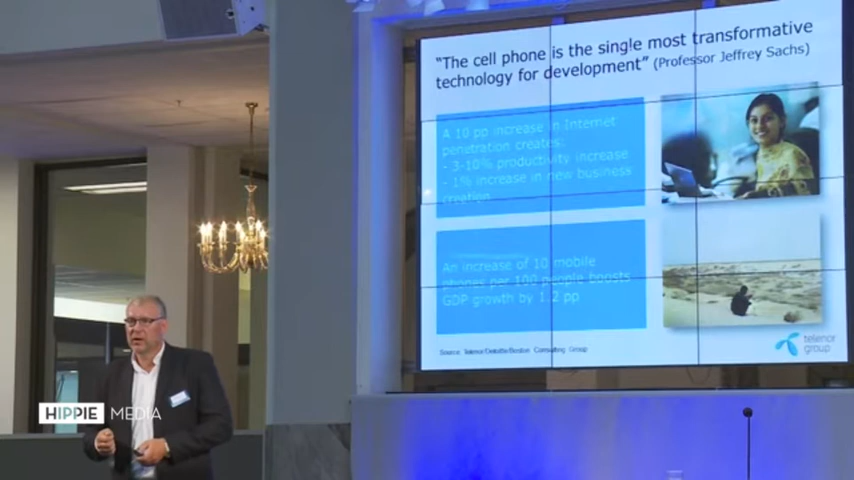 “The cell phone is the single most transformative
technology for development” (Professor Jeffrey Sachs)
A 10 pp increase in Internet
penetration creates:
- 3-10% productivity increase
- 1% increase in new business
creation
An increase of 10 mobile
phones per 100 people boosts
GDP growth by 1.2 pp
Source: Telenor/Deloitte/Boston Consulting Group
telenor
group
HIPPIE MEDIA